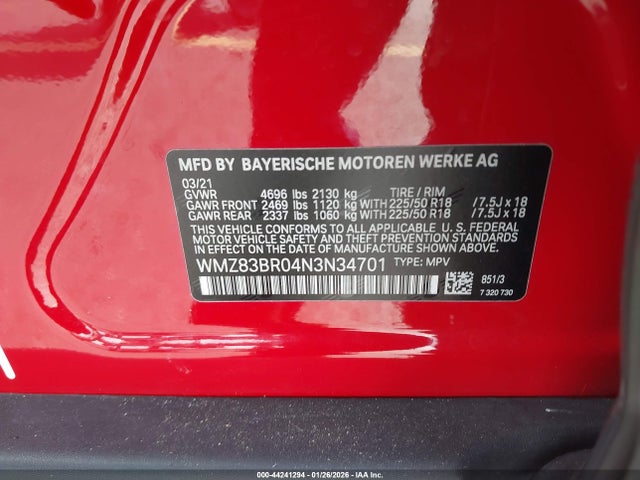 MFD BY BAYERISCHE MOTOREN WERKE AG
03/21
GVWR 4696 lbs 2130 kg TIRE / RIM
GAWR FRONT 2469 lbs 1120 kg WITH 225/50 R18 / 7.5J x 18
GAWR REAR 2337 lbs 1060 kg WITH 225/50 R18 / 7.5J x 18
THIS VEHICLE CONFORMS TO ALL APPLICABLE U. S. FEDERAL
MOTOR VEHICLE SAFETY, BUMPER, AND THEFT PREVENTION
STANDARDS IN EFFECT ON THE DATE OF MANUFACTURE SHOWN ABOVE.
WMZ83BR04N3N34701 TYPE: MPV
851/3
7 320 730
000-44241294 - 01/26/2026 - IAA Inc.